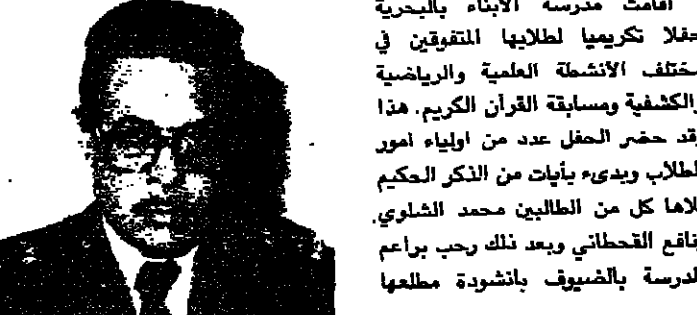 اقامت مدرسة الابناء بالبحرية
حفلا تكريميا لطلابها المتفوقين في
مختلف الأنشطة العلمية والرياضية
والكشفية ومسابقة القرآن الكريم. هذا
وقد حضر الحفل عدد من اولياء امور
الطلاب وبدىء بآيات من الذكر الحكيم
تلاها كل من الطالبين محمد الشلوي.
ونافع القحطاني وبعد ذلك رحب براعم
المدرسة بالضيوف بانشودة مطلعها